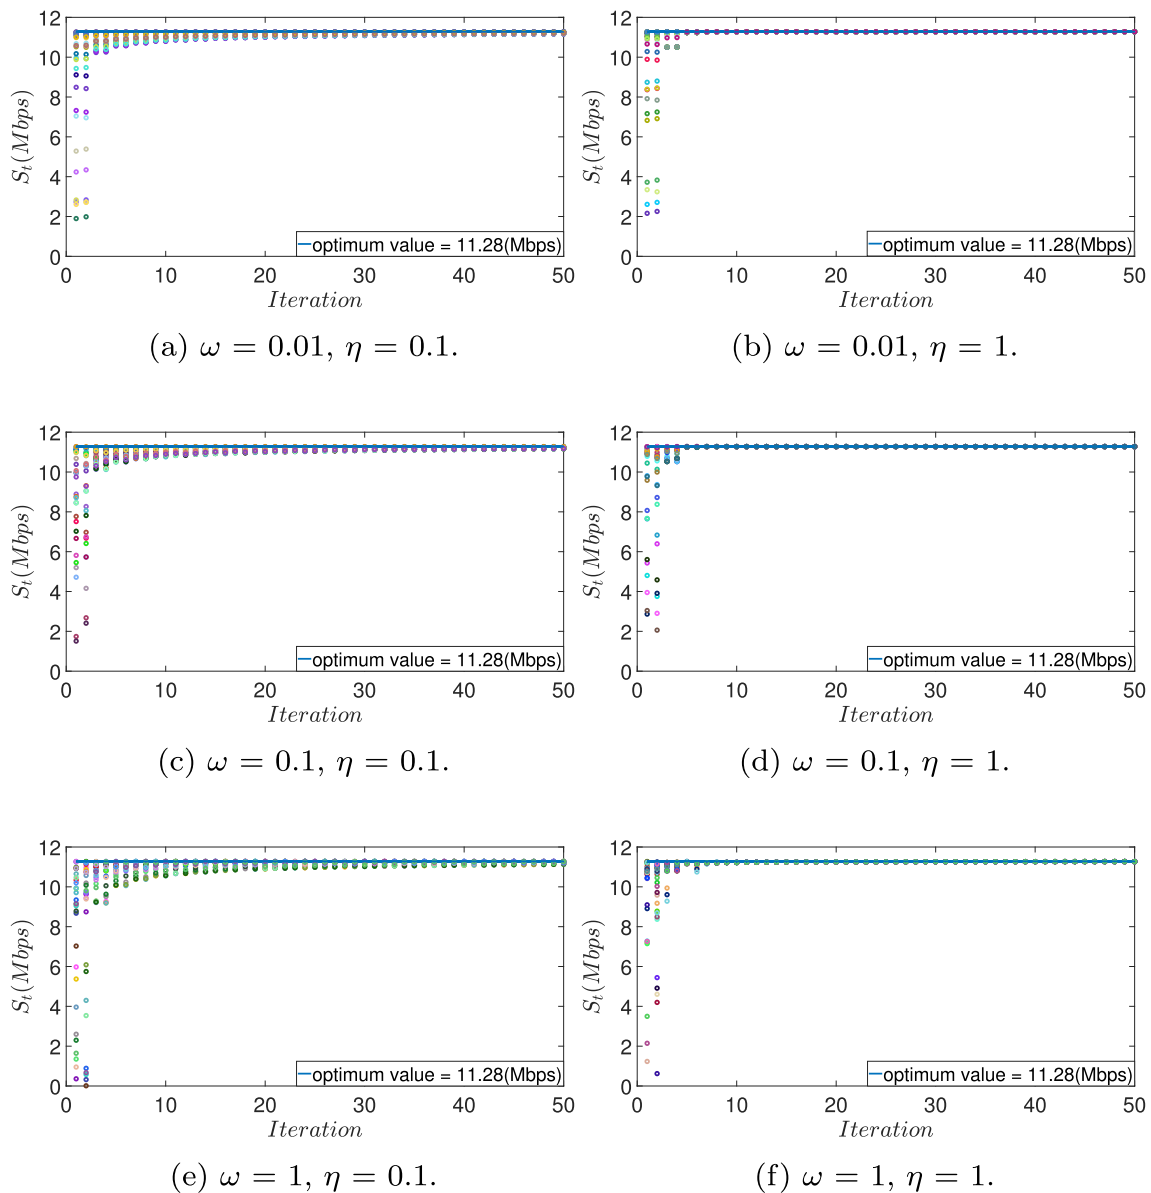 12
10
8
6
4
2
0
S_t(Mbps)
optimum value = 11.28(Mbps)
0 10 20 30 40 50
Iteration
(a) ω = 0.01, η = 0.1.
12
10
8
6
4
2
0
S_t(Mbps)
optimum value = 11.28(Mbps)
0 10 20 30 40 50
Iteration
(b) ω = 0.01, η = 1.
12
10
8
6
4
2
0
S_t(Mbps)
optimum value = 11.28(Mbps)
0 10 20 30 40 50
Iteration
(c) ω = 0.1, η = 0.1.
12
10
8
6
4
2
0
S_t(Mbps)
optimum value = 11.28(Mbps)
0 10 20 30 40 50
Iteration
(d) ω = 0.1, η = 1.
12
10
8
6
4
2
0
S_t(Mbps)
optimum value = 11.28(Mbps)
0 10 20 30 40 50
Iteration
(e) ω = 1, η = 0.1.
12
10
8
6
4
2
0
S_t(Mbps)
optimum value = 11.28(Mbps)
0 10 20 30 40 50
Iteration
(f) ω = 1, η = 1.